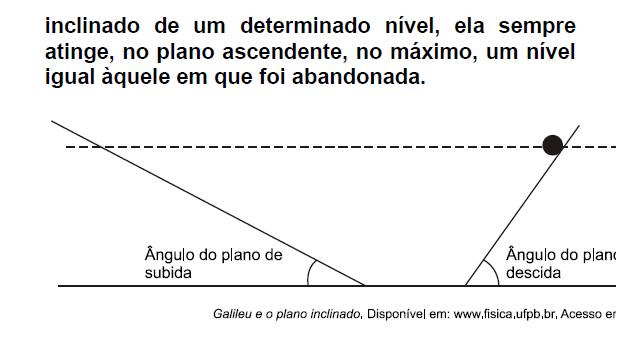 inclinado de um determinado nível, ela sempre
atinge, no plano ascendente, no máximo, um nível
igual àquele em que foi abandonada.
Ângulo do plano de
subida
Ângulo do plano
descida
Galileu e o plano inclinado. Disponível em: www.fisica.ufpb.br. Acesso